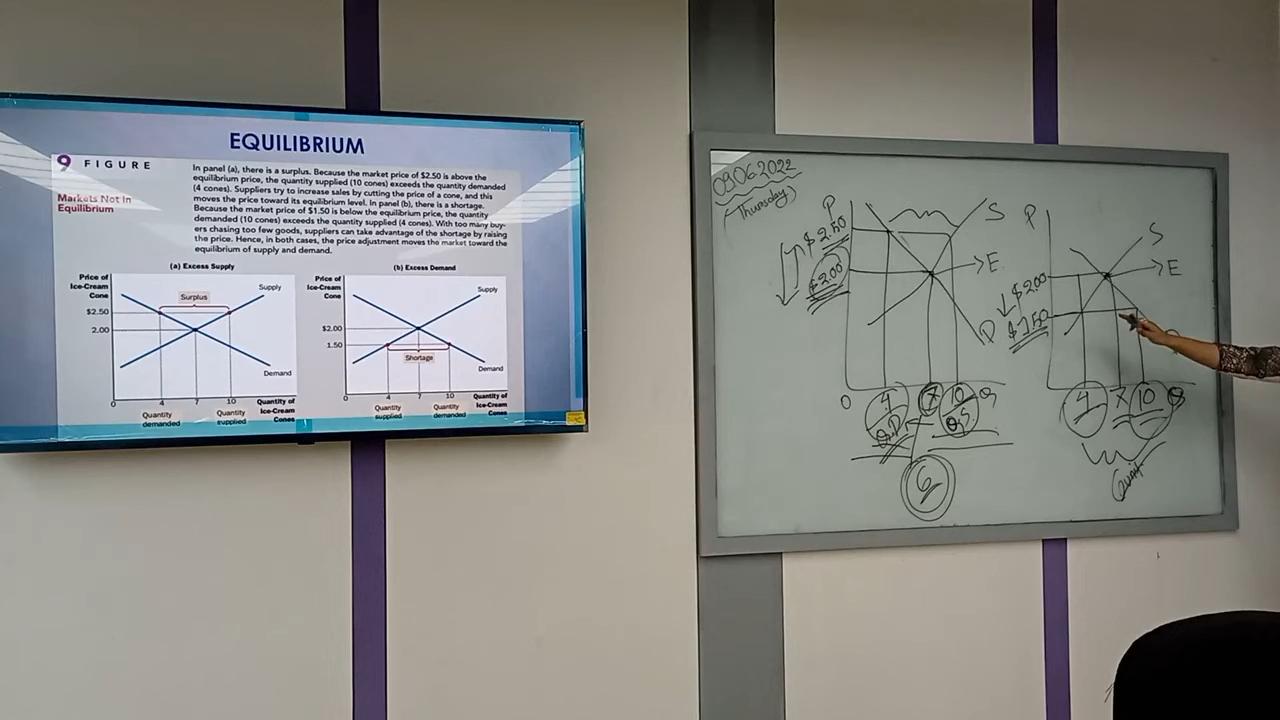 EQUILIBRIUM
9 FIGURE
Markets Not in
Equilibrium
In panel (a), there is a surplus. Because the market price of $2.50 is above the
equilibrium price, the quantity supplied (10 cones) exceeds the quantity demanded
(4 cones). Suppliers try to increase sales by cutting the price of a cone, and this
moves the price toward its equilibrium level. In panel (b), there is a shortage.
Because the market price of $1.50 is below the equilibrium price, the quantity
demanded (10 cones) exceeds the quantity supplied (4 cones). With too many buy-
ers chasing too few goods, suppliers can take advantage of the shortage by raising
the price. Hence, in both cases, the price adjustment moves the market toward the
equilibrium of supply and demand.
(a) Excess Supply
Price of
Ice-Cream
Cone
Supply
Surplus
$2.50
2.00
Demand
0 4 7 10 Quantity of
Ice-Cream
Cones
Quantity
demanded
Quantity
supplied
(b) Excess Demand
Price of
Ice-Cream
Cone
Supply
$2.00
1.50
Shortage
Demand
0 4 7 10 Quantity of
Ice-Cream
Cones
Quantity
supplied
Quantity
demanded
09.06.2022
(Thursday)
P
S
$2.50
$2.00
E
D
0 4 7 10 Q
QD
QS
6
P
S
E
$2.00
$1.50
4 7 10 Q